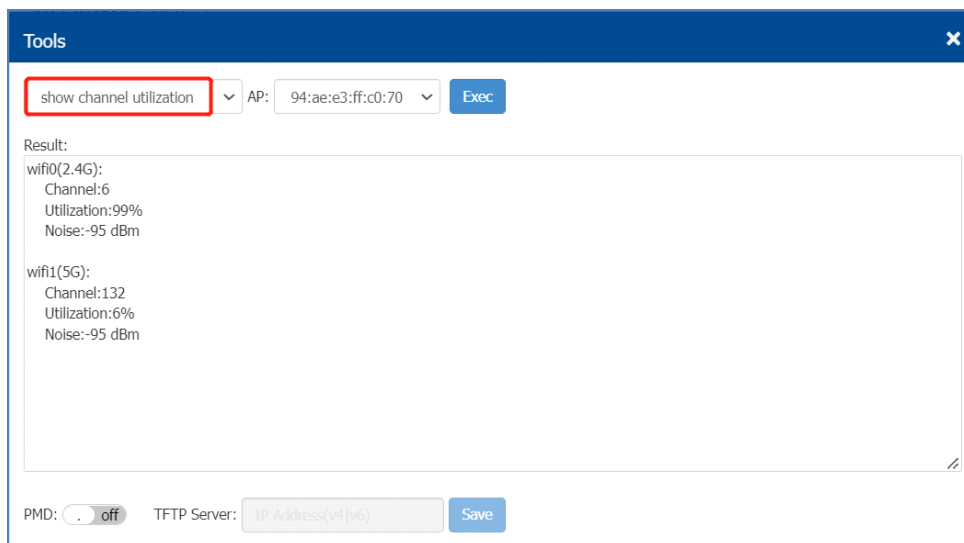 Tools
show channel utilization AP: 94:ae:e3:ff:c0:70 Exec
Result:
wifi0(2.4G):
Channel:6
Utilization:99%
Noise:-95 dBm
wifi1(5G):
Channel:132
Utilization:6%
Noise:-95 dBm
PMD: . off TFTP Server: IP Address(v4|v6) Save